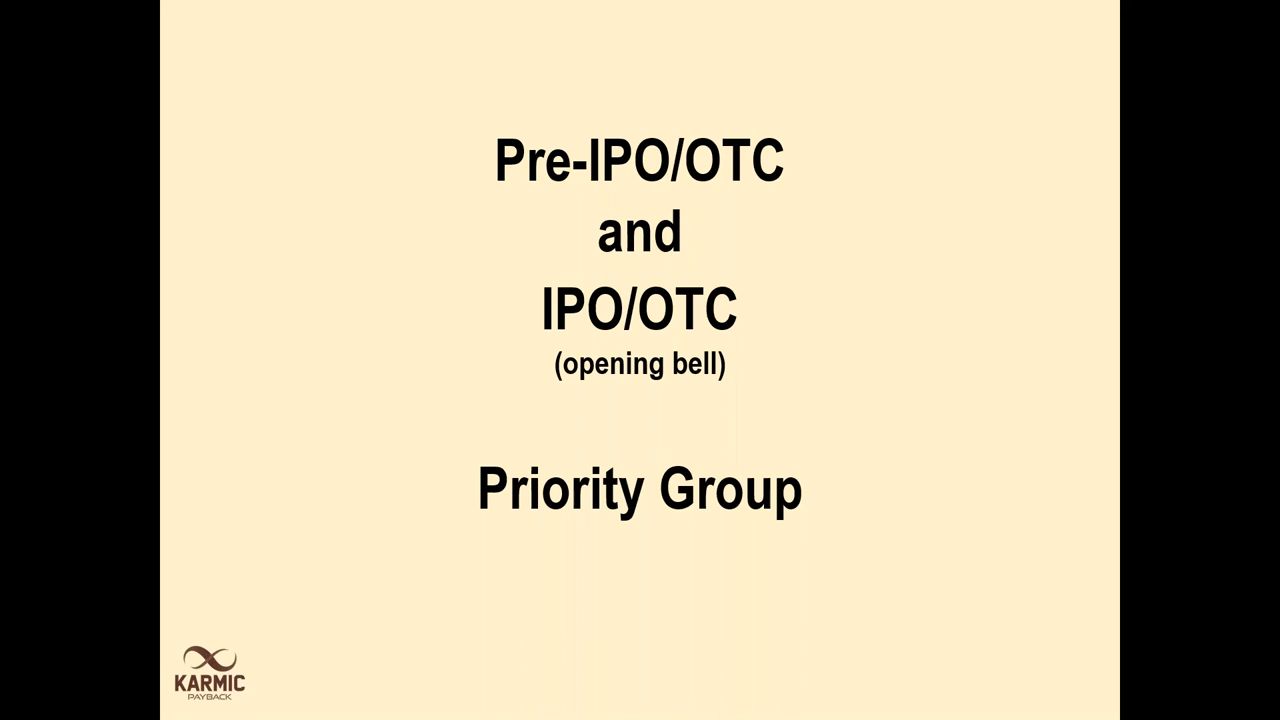 Pre-IPO/OTC
and
IPO/OTC
(opening bell)
Priority Group
KARMIC
PAYBACK